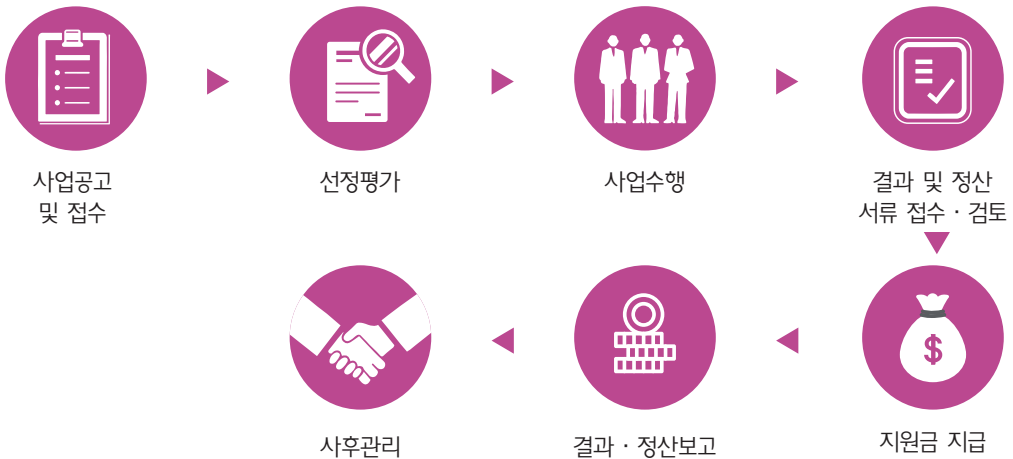 사업공고
및 접수
선정평가
사업수행
결과 및 정산
서류 접수 · 검토
$
지원금 지급
결과 · 정산보고
사후관리